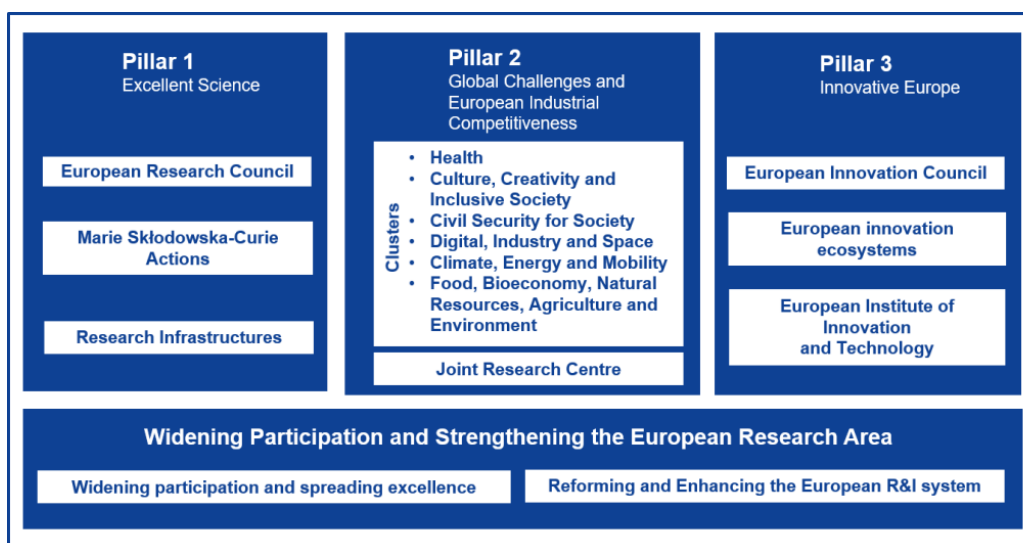 Pillar 1
Excellent Science
European Research Council
Marie Skłodowska-Curie
Actions
Research Infrastructures
Pillar 2
Global Challenges and
European Industrial
Competitiveness
Clusters
• Health
• Culture, Creativity and
Inclusive Society
• Civil Security for Society
• Digital, Industry and Space
• Climate, Energy and Mobility
• Food, Bioeconomy, Natural
Resources, Agriculture and
Environment
Joint Research Centre
Pillar 3
Innovative Europe
European Innovation Council
European innovation
ecosystems
European Institute of
Innovation
and Technology
Widening Participation and Strengthening the European Research Area
Widening participation and spreading excellence
Reforming and Enhancing the European R&I system